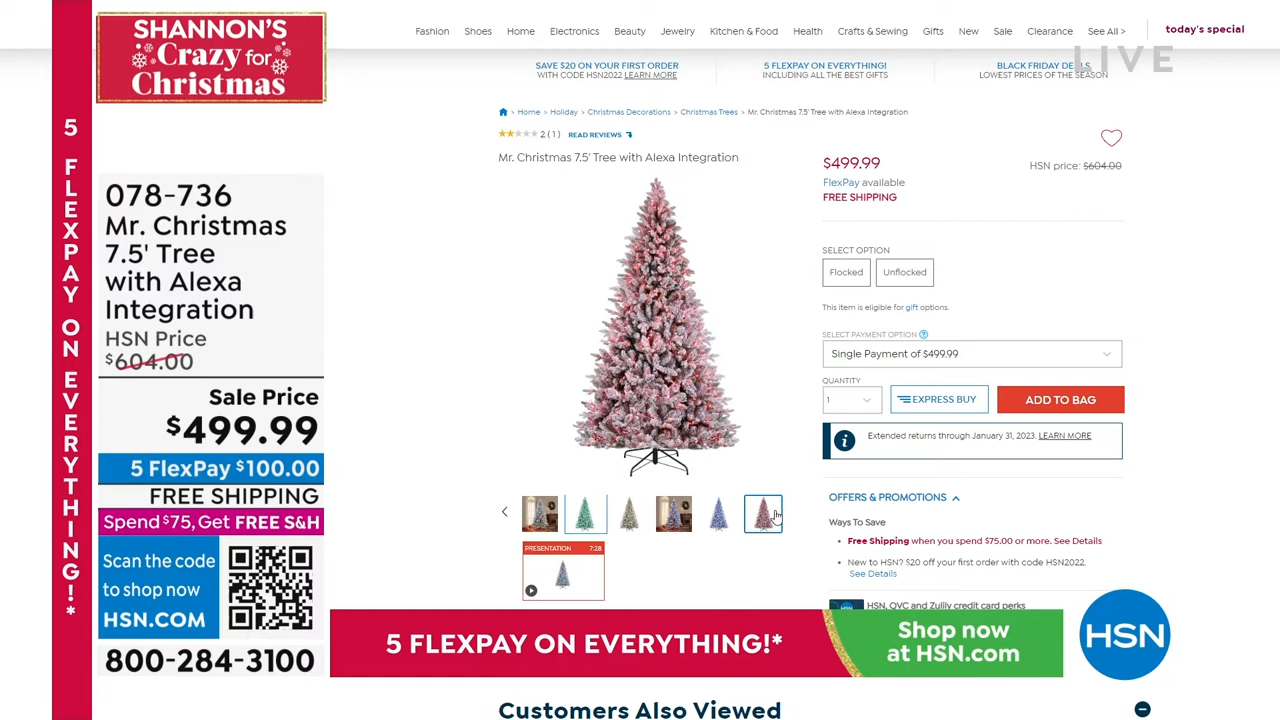 SHANNON'S
Crazy for
Christmas
5 FLEXPAY ON EVERYTHING!*
078-736
Mr. Christmas
7.5' Tree
with Alexa
Integration
HSN Price
$604.00
Sale Price
$499.99
5 FlexPay $100.00
FREE SHIPPING
Spend $75, Get FREE S&H
Scan the code
to shop now
HSN.COM
800-284-3100
Fashion Shoes Home Electronics Beauty Jewelry Kitchen & Food Health Crafts & Sewing Gifts New Sale Clearance See All > today's special
LIVE
SAVE $20 ON YOUR FIRST ORDER
WITH CODE HSN2022 LEARN MORE
5 FLEXPAY ON EVERYTHING!
INCLUDING ALL THE BEST GIFTS
BLACK FRIDAY DEALS
LOWEST PRICES OF THE SEASON
Home > Holiday > Christmas Decorations > Christmas Trees > Mr. Christmas 7.5' Tree with Alexa Integration
2 (1) READ REVIEWS
Mr. Christmas 7.5' Tree with Alexa Integration
$499.99
HSN price: $604.00
FlexPay available
FREE SHIPPING
SELECT OPTION
Flocked Unflocked
This item is eligible for gift options.
SELECT PAYMENT OPTION ?
Single Payment of $499.99
QUANTITY
1
EXPRESS BUY
ADD TO BAG
i Extended returns through January 31, 2023. LEARN MORE
PRESENTATION 7:28
OFFERS & PROMOTIONS
Ways To Save
• Free Shipping when you spend $75.00 or more. See Details
• New to HSN? $20 off your first order with code HSN2022.
See Details
HSN, QVC and Zulily credit card perks
5 FLEXPAY ON EVERYTHING!*
Shop now
at HSN.com
HSN
Customers Also Viewed